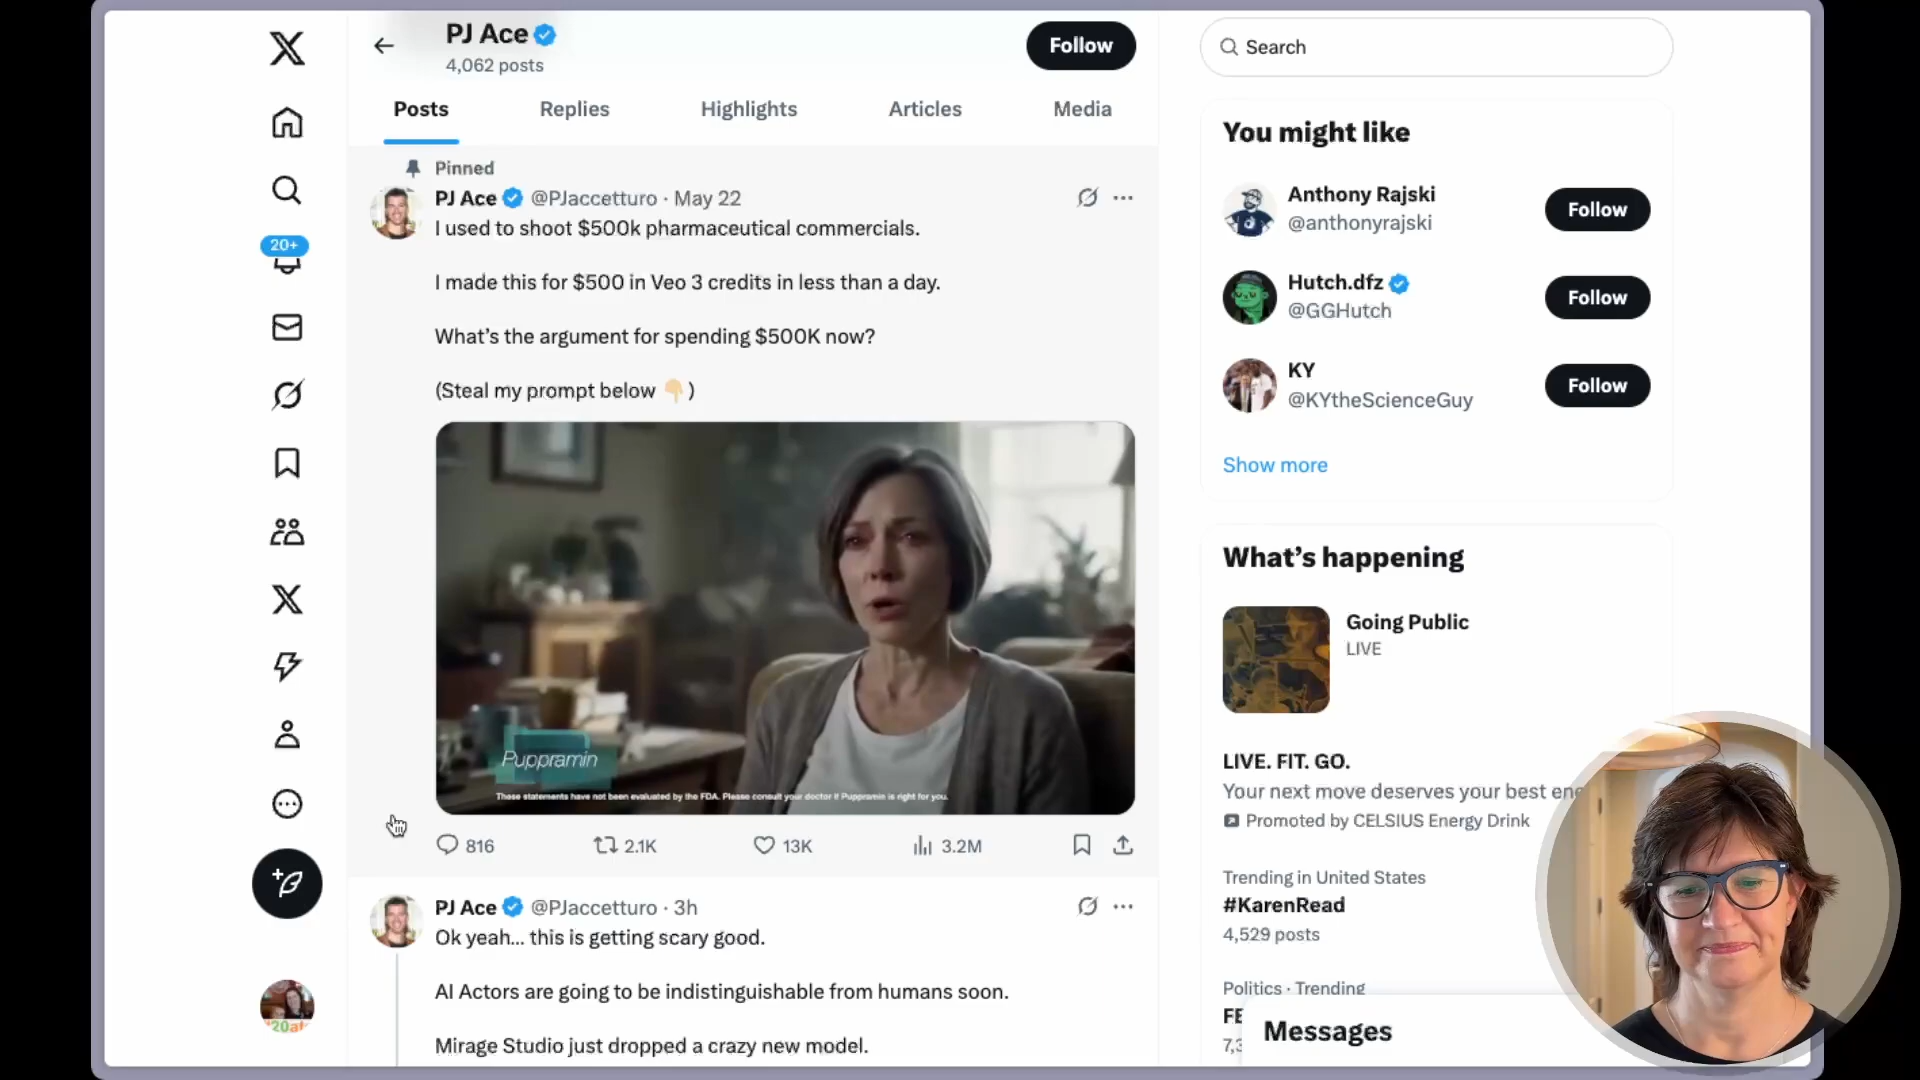 PJ Ace
4,062 posts
Follow
Posts
Replies
Highlights
Articles
Media
Pinned
PJ Ace @PJaccetturo · May 22
I used to shoot $500k pharmaceutical commercials.
I made this for $500 in Veo 3 credits in less than a day.
What’s the argument for spending $500K now?
(Steal my prompt below 👇🏼)
Puppramin
These statements have not been evaluated by the FDA. Please consult your doctor if Puppramin is right for you.
816
2.1K
13K
3.2M
PJ Ace @PJaccetturo · 3h
Ok yeah... this is getting scary good.
AI Actors are going to be indistinguishable from humans soon.
Mirage Studio just dropped a crazy new model.
20+
Search
You might like
Anthony Rajski
@anthonyrajski
Follow
Hutch.dfz
@GGHutch
Follow
KY
@KYtheScienceGuy
Follow
Show more
What’s happening
Going Public
LIVE
LIVE. FIT. GO.
Your next move deserves your best
Promoted by CELSIUS Energy Drink
Trending in United States
#KarenRead
4,529 posts
Politics · Trending
Messages